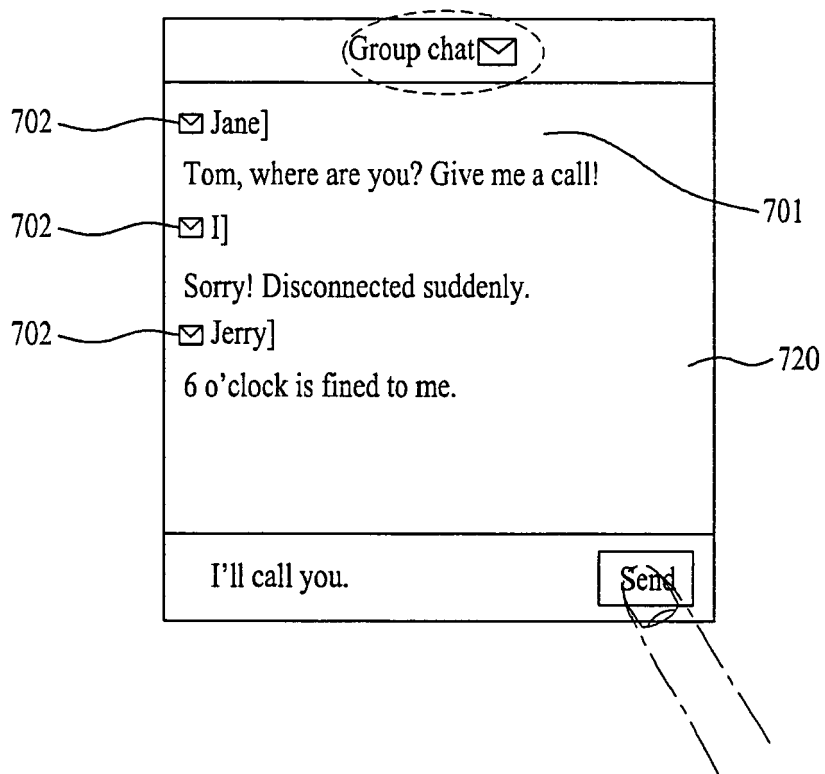 Group chat
702 Jane]
Tom, where are you? Give me a call!
701
702 I]
Sorry! Disconnected suddenly.
702 Jerry]
720
6 o'clock is fined to me.
I'll call you. Send